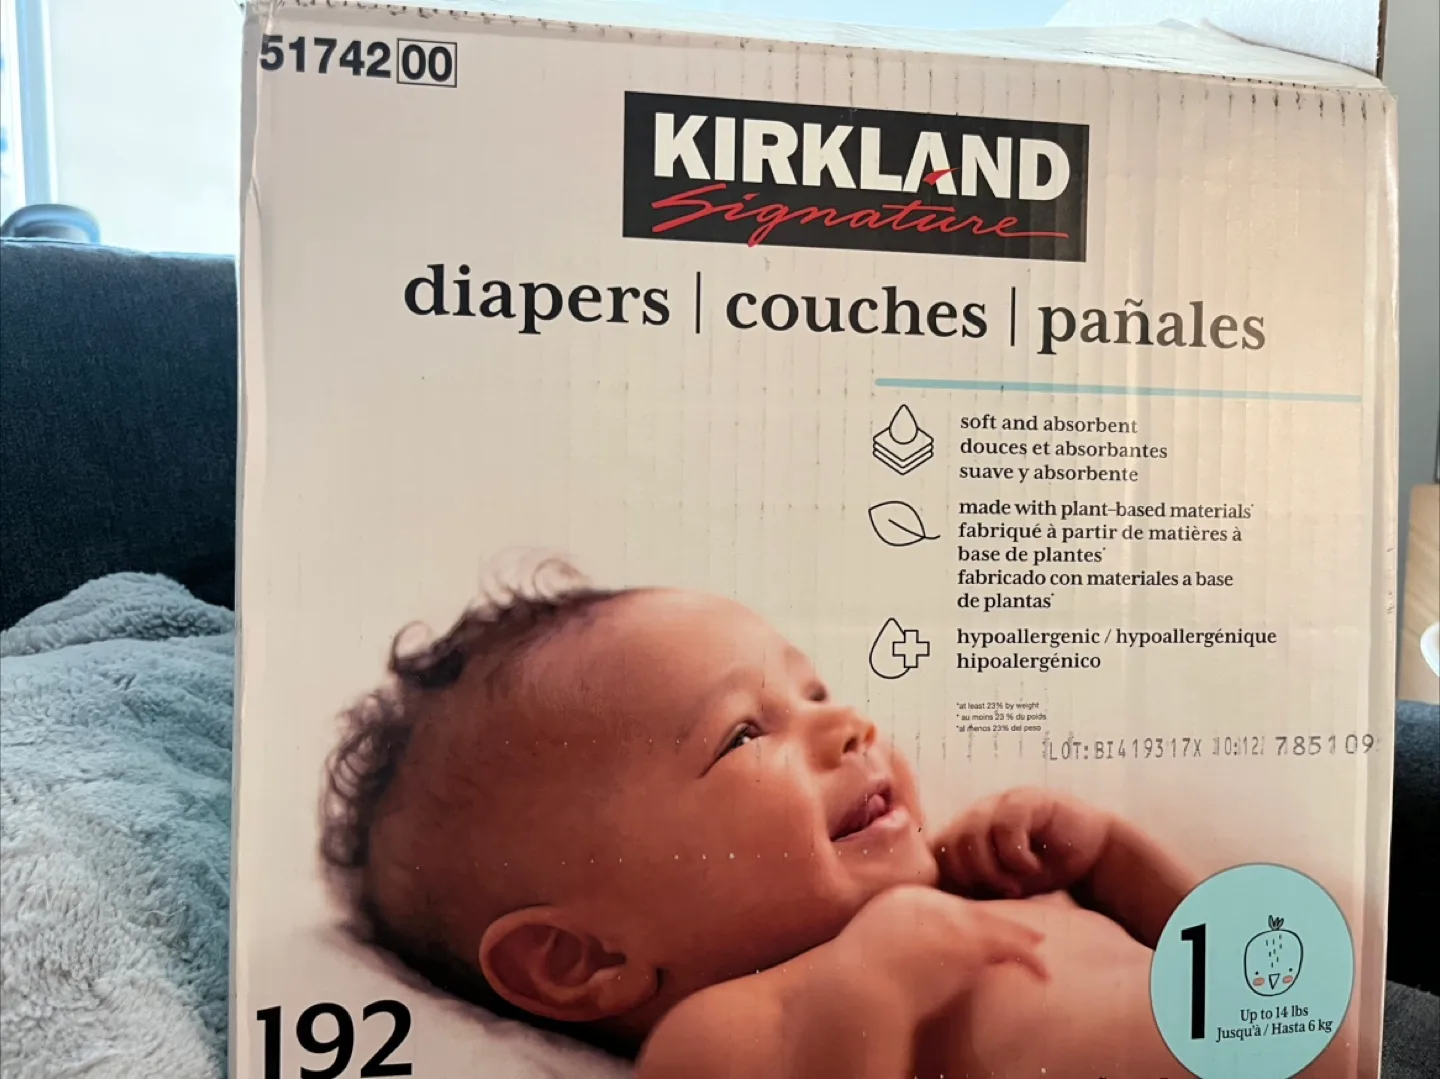 5174200
KIRKLAND
Signature
diapers | couches | pañales
soft and absorbent
douces et absorbantes
suave y absorbente
made with plant-based materials*
fabriqué à partir de matières à
base de plantes*
fabricado con materiales a base
de plantas*
hypoallergenic / hypoallergénique
hipoalergénico
*at least 23% by weight
* au moins 23 % du poids
*al menos 23% del peso
LOT: BI419317X 10:12 785109
192
1
Up to 14 lbs
Jusqu'à / Hasta 6 kg